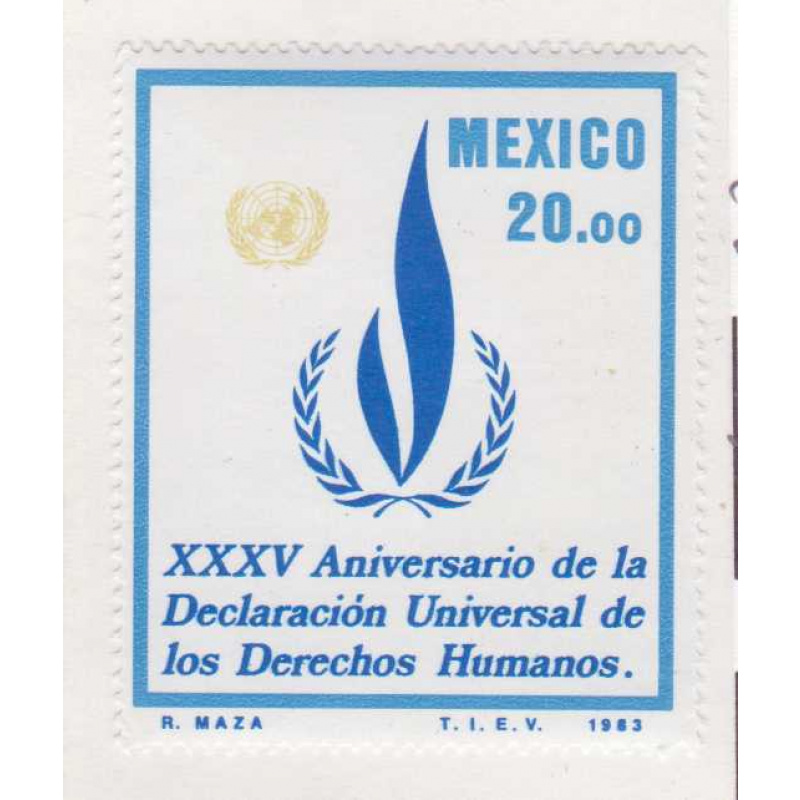 MEXICO
20.00
XXXV Aniversario de la
Declaración Universal de
los Derechos Humanos.
R. MAZA T. I. E. V. 1983